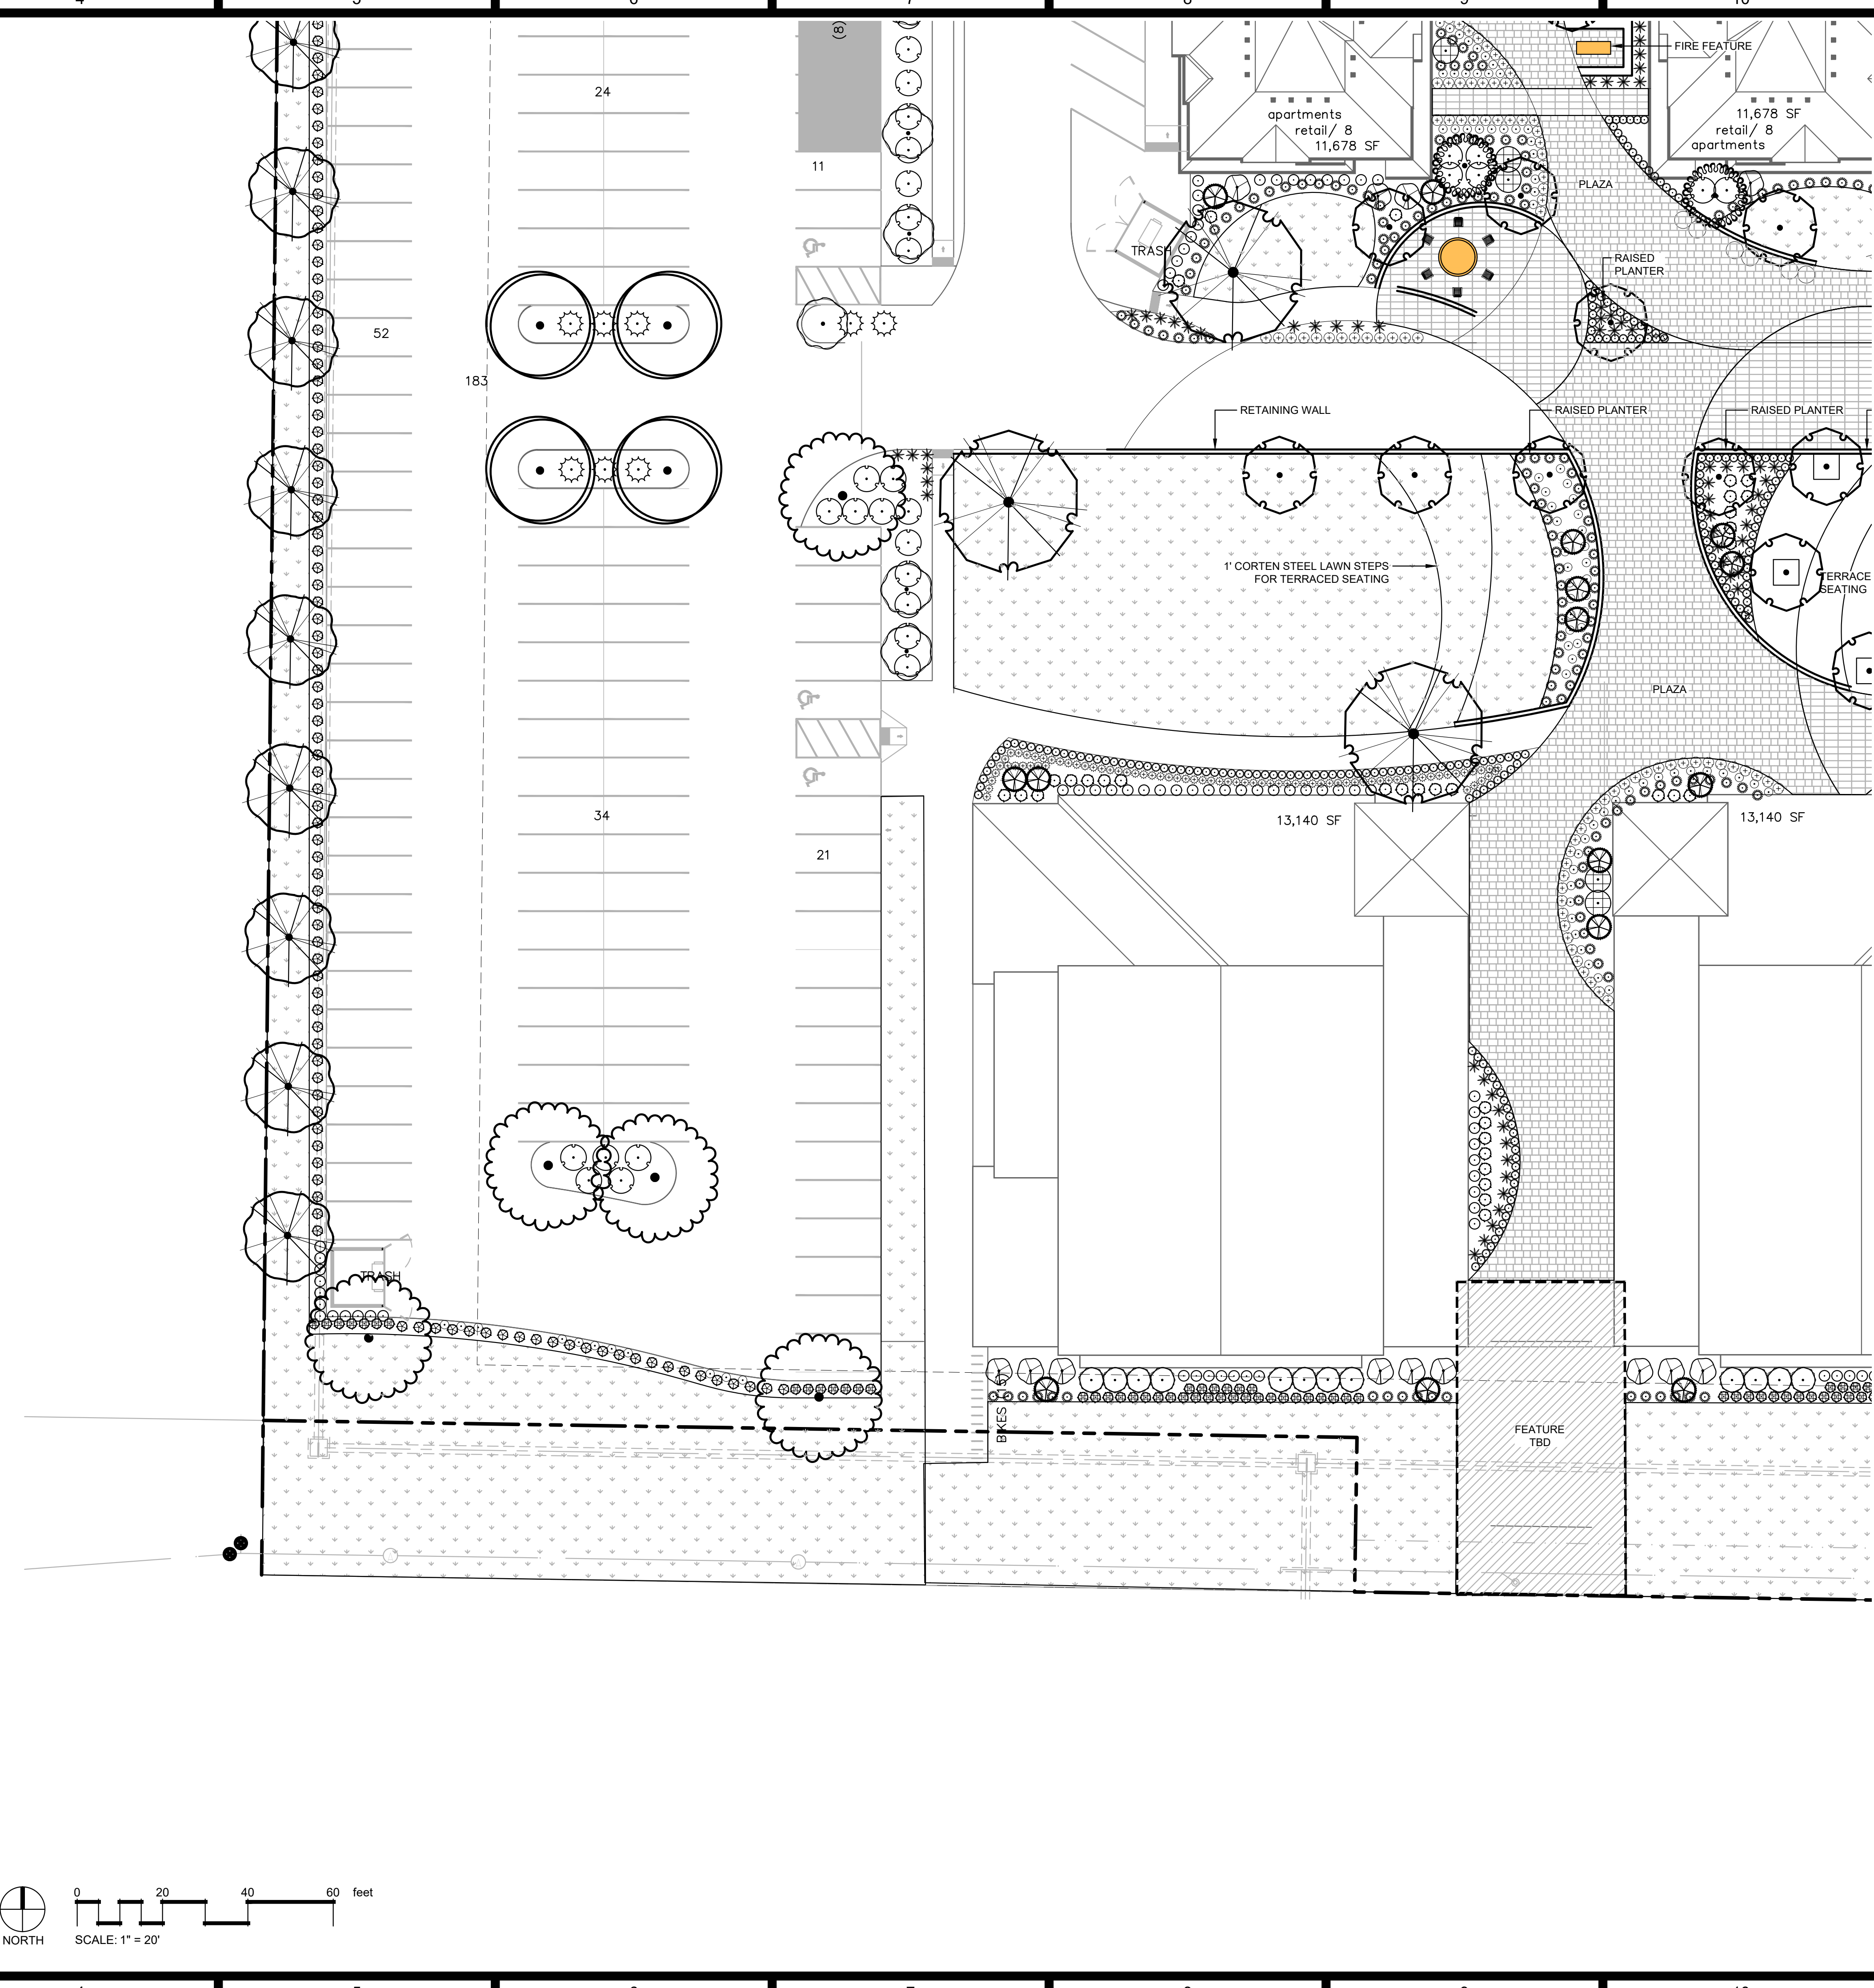 (8)
FIRE FEATURE
24
apartments
retail/ 8
11,678 SF
11,678 SF
retail/ 8
apartments
11
PLAZA
TRASH
RAISED
PLANTER
52
183
RETAINING WALL
RAISED PLANTER
RAISED PLANTER
1' CORTEN STEEL LAWN STEPS
FOR TERRACED SEATING
TERRACE
SEATING
PLAZA
34
13,140 SF
13,140 SF
21
TRASH
BIKES
FEATURE
TBD
0 20 40 60 feet
NORTH
SCALE: 1" = 20'